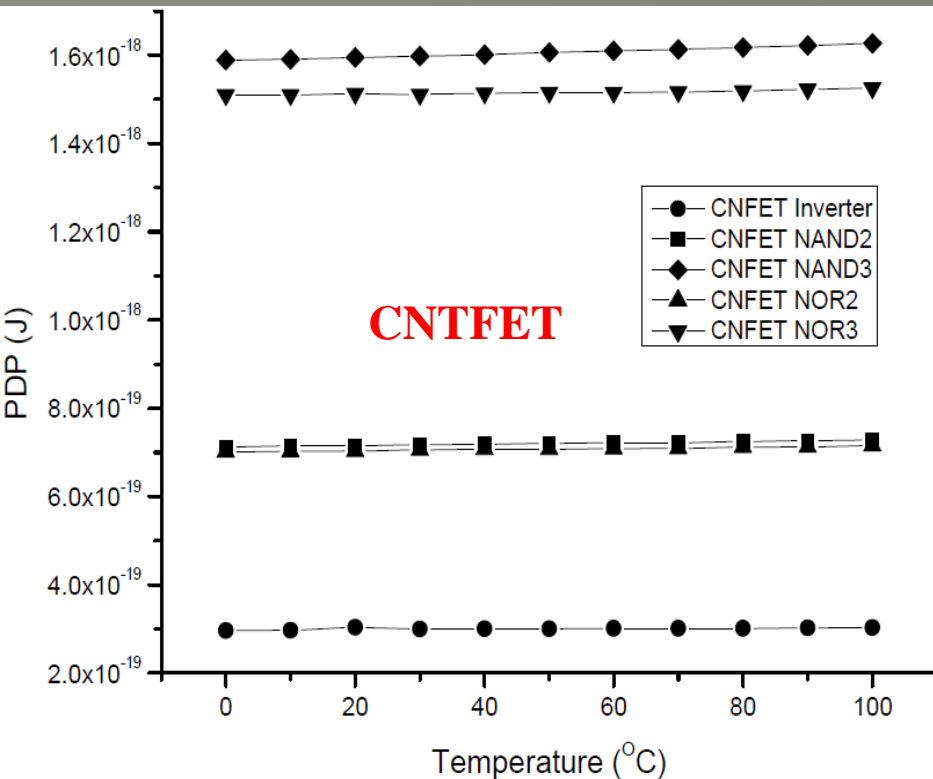 1.6x10⁻¹⁸
1.4x10⁻¹⁸
1.2x10⁻¹⁸
1.0x10⁻¹⁸
8.0x10⁻¹⁹
6.0x10⁻¹⁹
4.0x10⁻¹⁹
2.0x10⁻¹⁹
PDP (J)
CNFET Inverter
CNFET NAND2
CNFET NAND3
CNFET NOR2
CNFET NOR3
CNTFET
0 20 40 60 80 100
Temperature (⁰C)